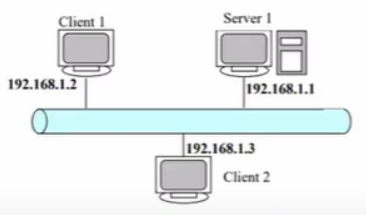 Client 1
Server 1
192.168.1.2
192.168.1.1
192.168.1.3
Client 2